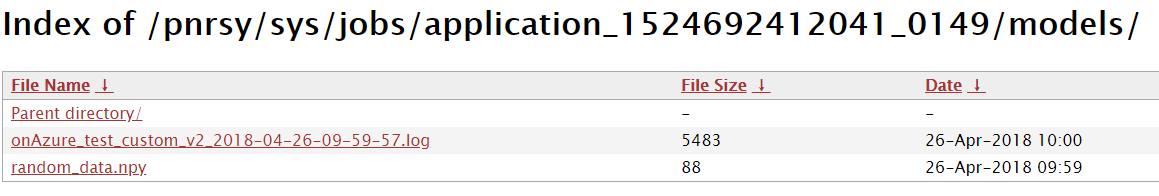 Index of /pnrsy/sys/jobs/application_1524692412041_0149/models/
File Name ↓ File Size ↓ Date ↓
Parent directory/ - -
onAzure_test_custom_v2_2018-04-26-09-59-57.log 5483 26-Apr-2018 10:00
random_data.npy 88 26-Apr-2018 09:59